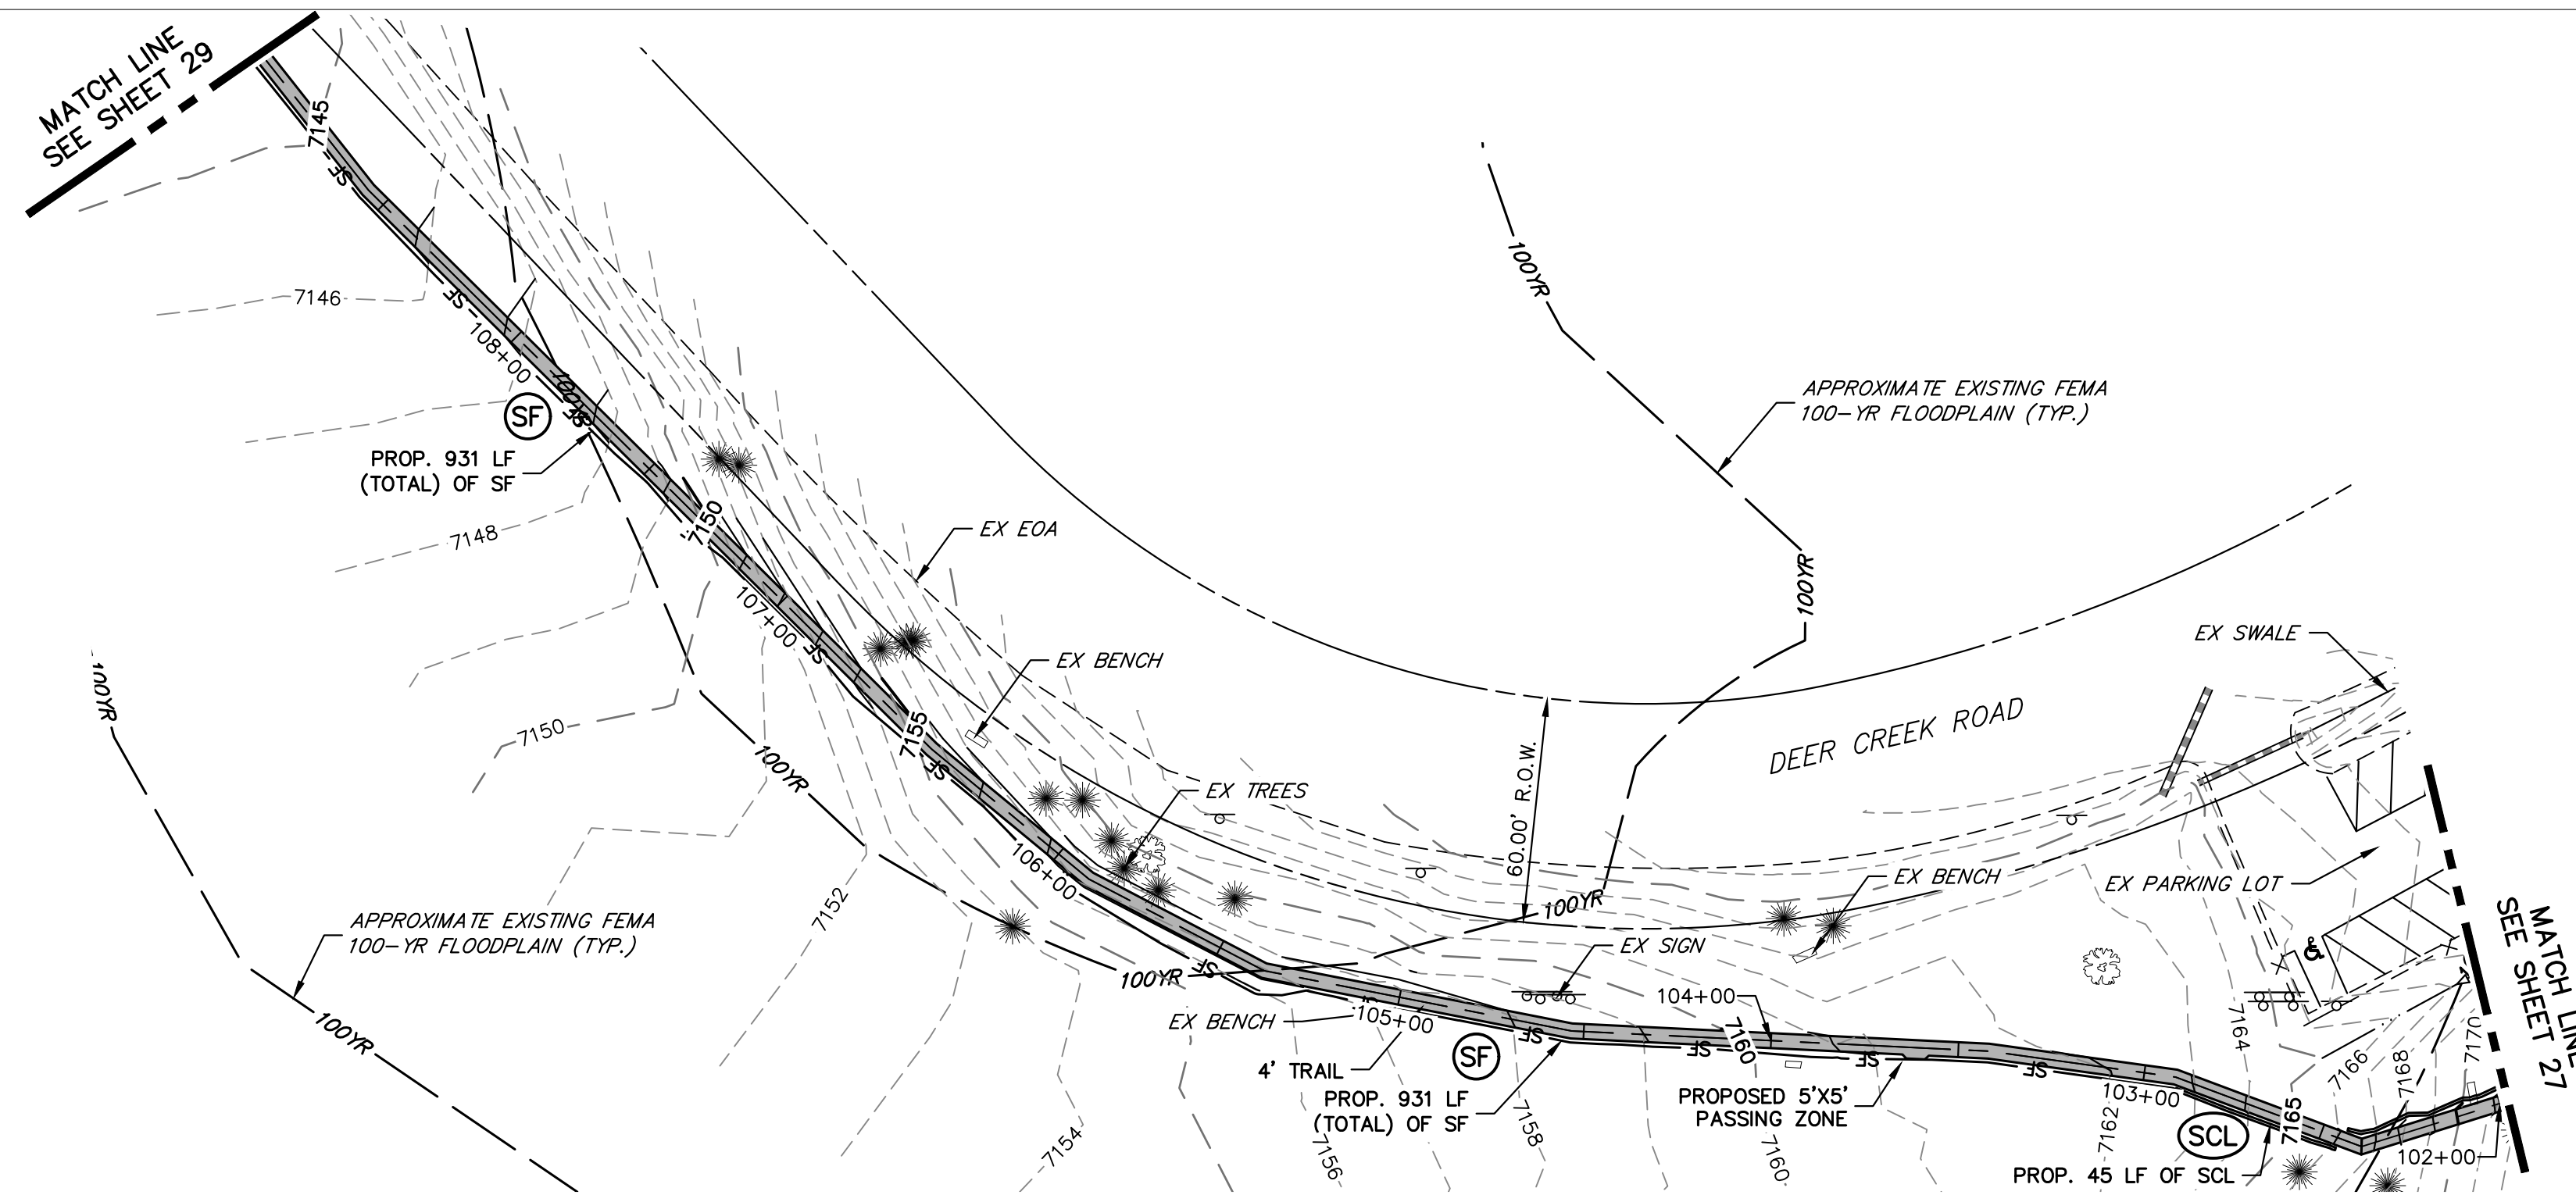 MATCH LINE
SEE SHEET 29
7145
SF
7146
SF
108+00
100YR
SF
SF
PROP. 931 LF
(TOTAL) OF SF
7148
7150
EX EOA
107+00
SF
EX BENCH
7150
7155
SF
100YR
100YR
APPROXIMATE EXISTING FEMA
100-YR FLOODPLAIN (TYP.)
100YR
EX SWALE
DEER CREEK ROAD
60.00' R.O.W.
EX TREES
106+00
7152
100YR
APPROXIMATE EXISTING FEMA
100-YR FLOODPLAIN (TYP.)
100YR
100YR
SF
100YR
EX BENCH
EX PARKING LOT
EX SIGN
104+00
EX BENCH
105+00
SF
SF
7160
SF
SF
SF
4' TRAIL
PROP. 931 LF
(TOTAL) OF SF
PROPOSED 5'X5'
PASSING ZONE
103+00
7154
7156
7158
7160
7162
7164
7165
7166
7168
7170
SCL
PROP. 45 LF OF SCL
102+00
MATCH LINE
SEE SHEET 27